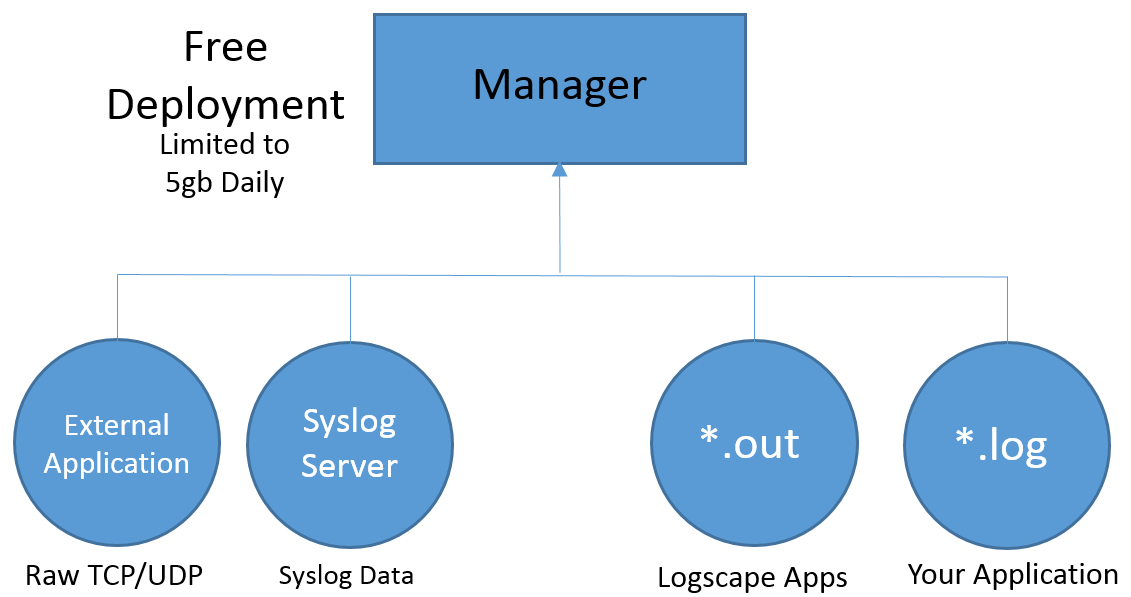 Free
Deployment
Limited to
5gb Daily
Manager
External
Application
Syslog
Server
*.out
*.log
Raw TCP/UDP
Syslog Data
Logscape Apps
Your Application